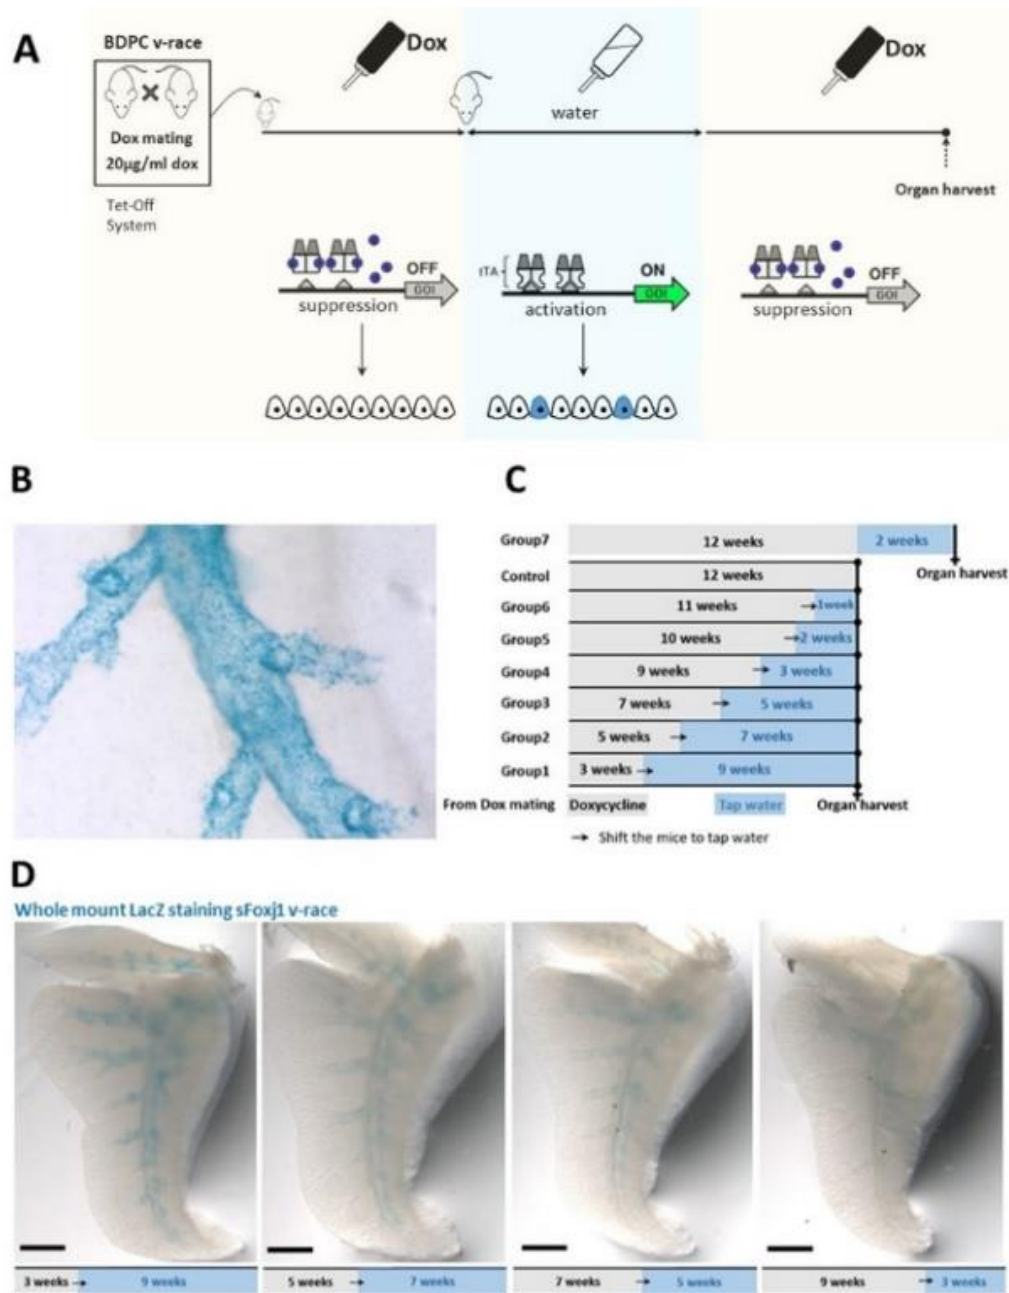 A
BDPC v-race
Dox mating
20µg/ml dox
Tet-Off
System
Dox
water
Dox
Organ harvest
OFF
GOI
suppression
tTA
ON
GOI
activation
OFF
GOI
suppression
B
C
Group7 12 weeks 2 weeks
Organ harvest
Control 12 weeks
Group6 11 weeks 1week
Group5 10 weeks 2 weeks
Group4 9 weeks 3 weeks
Group3 7 weeks 5 weeks
Group2 5 weeks 7 weeks
Group1 3 weeks 9 weeks
From Dox mating Doxycycline Tap water Organ harvest
→ Shift the mice to tap water
D
Whole mount LacZ staining sFoxj1 v-race
3 weeks → 9 weeks
5 weeks → 7 weeks
7 weeks → 5 weeks
9 weeks → 3 weeks